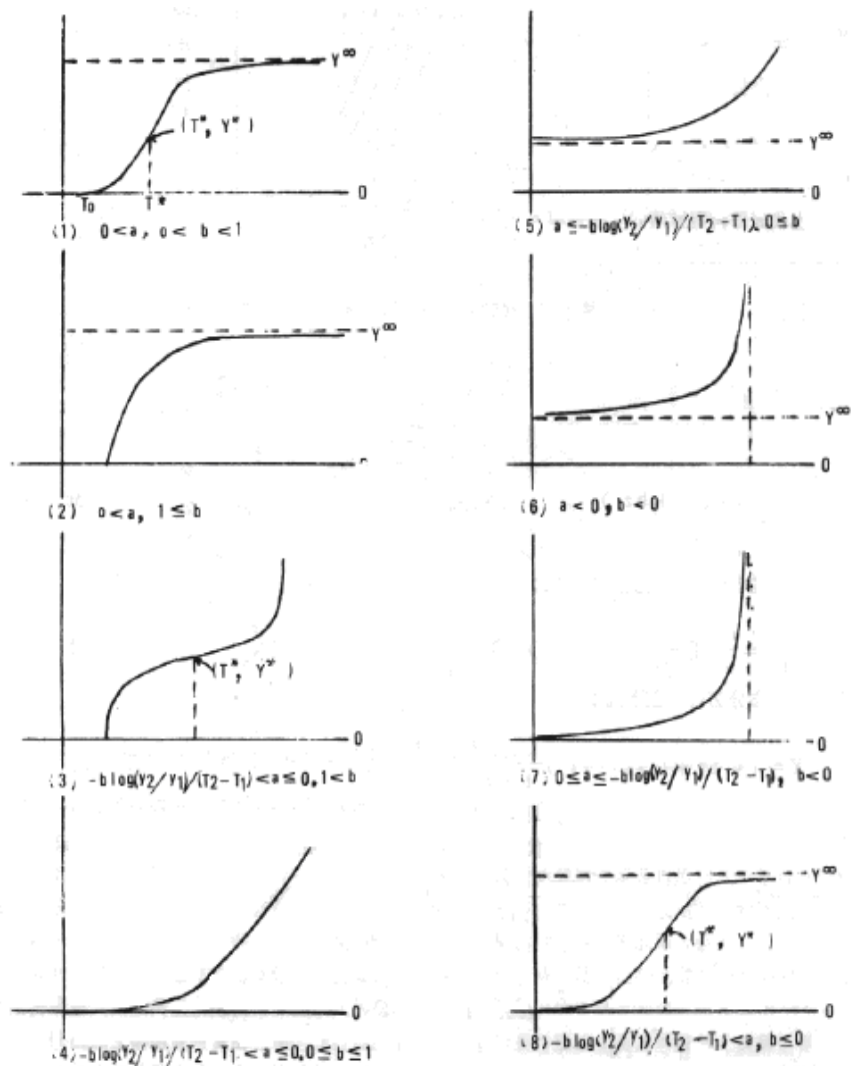 Y∞
(T*, Y*)
0
T₀ T*
(1) 0<a, o< b <1
Y∞
(2) o<a, 1≤b
(T*, Y*)
0
(3) -blog(Y₂/Y₁)/(T₂-T₁)<a≤0,1<b
0
(4)-blog(Y₂/Y₁)/(T₂-T₁ <a≤0,0≤b≤1
Y∞
0
(5) a ≤-blog(Y₂/Y₁)/(T₂-T₁), 0≤b
Y∞
0
(6) a<0,b<0
0
(7) 0≤a≤-blog(Y₂/Y₁)/(T₂-T₁), b<0
Y∞
(T*, Y*)
0
(8)-blog(Y₂/Y₁)/(T₂-T₁)<a, b≤0